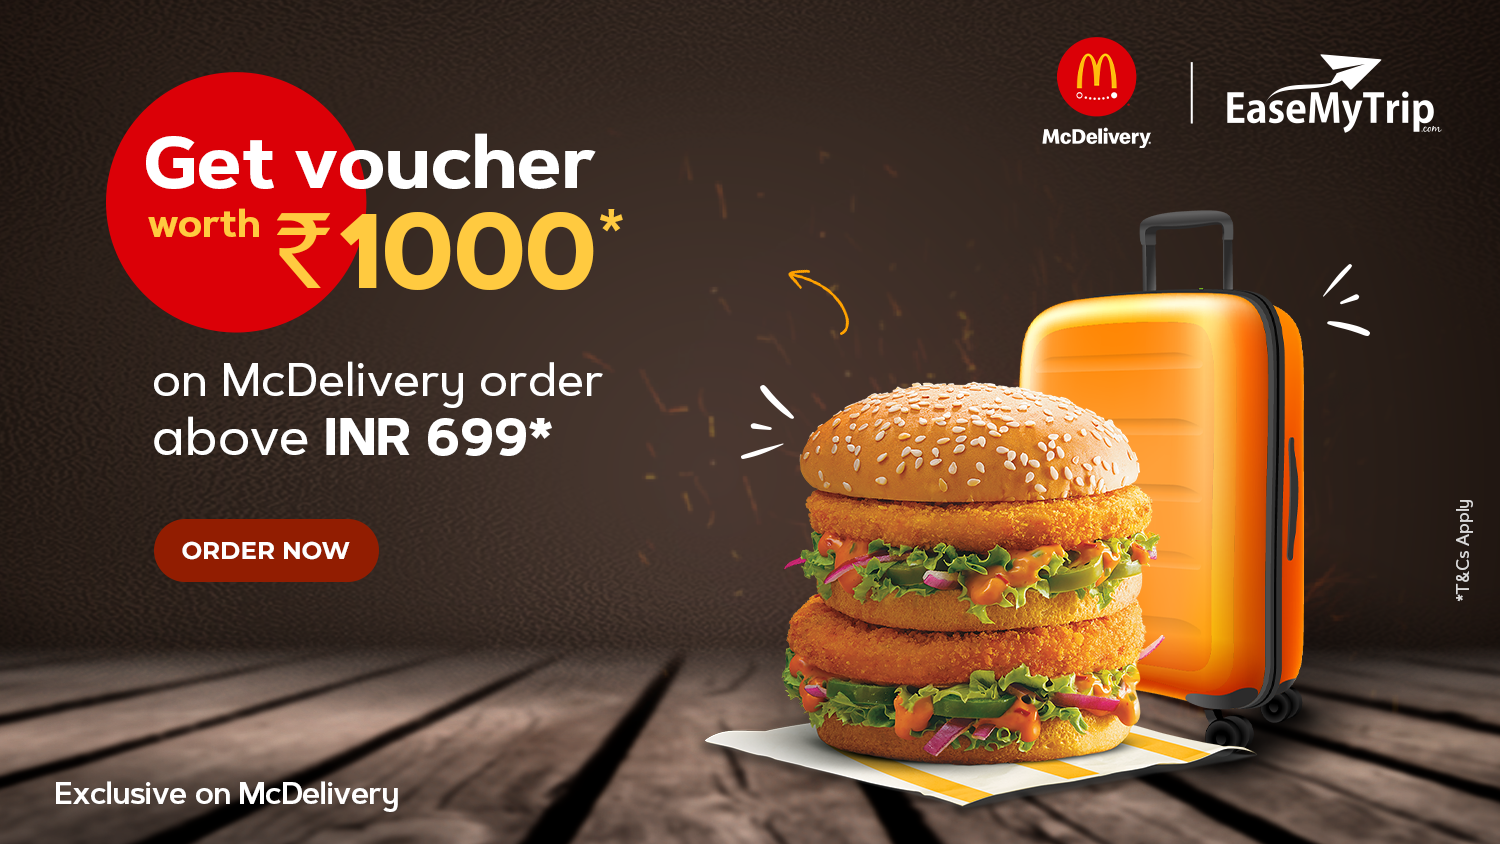 McDelivery
EaseMyTrip
.com
Get voucher
worth ₹1000*
on McDelivery order
above INR 699*
ORDER NOW
*T&Cs Apply
Exclusive on McDelivery